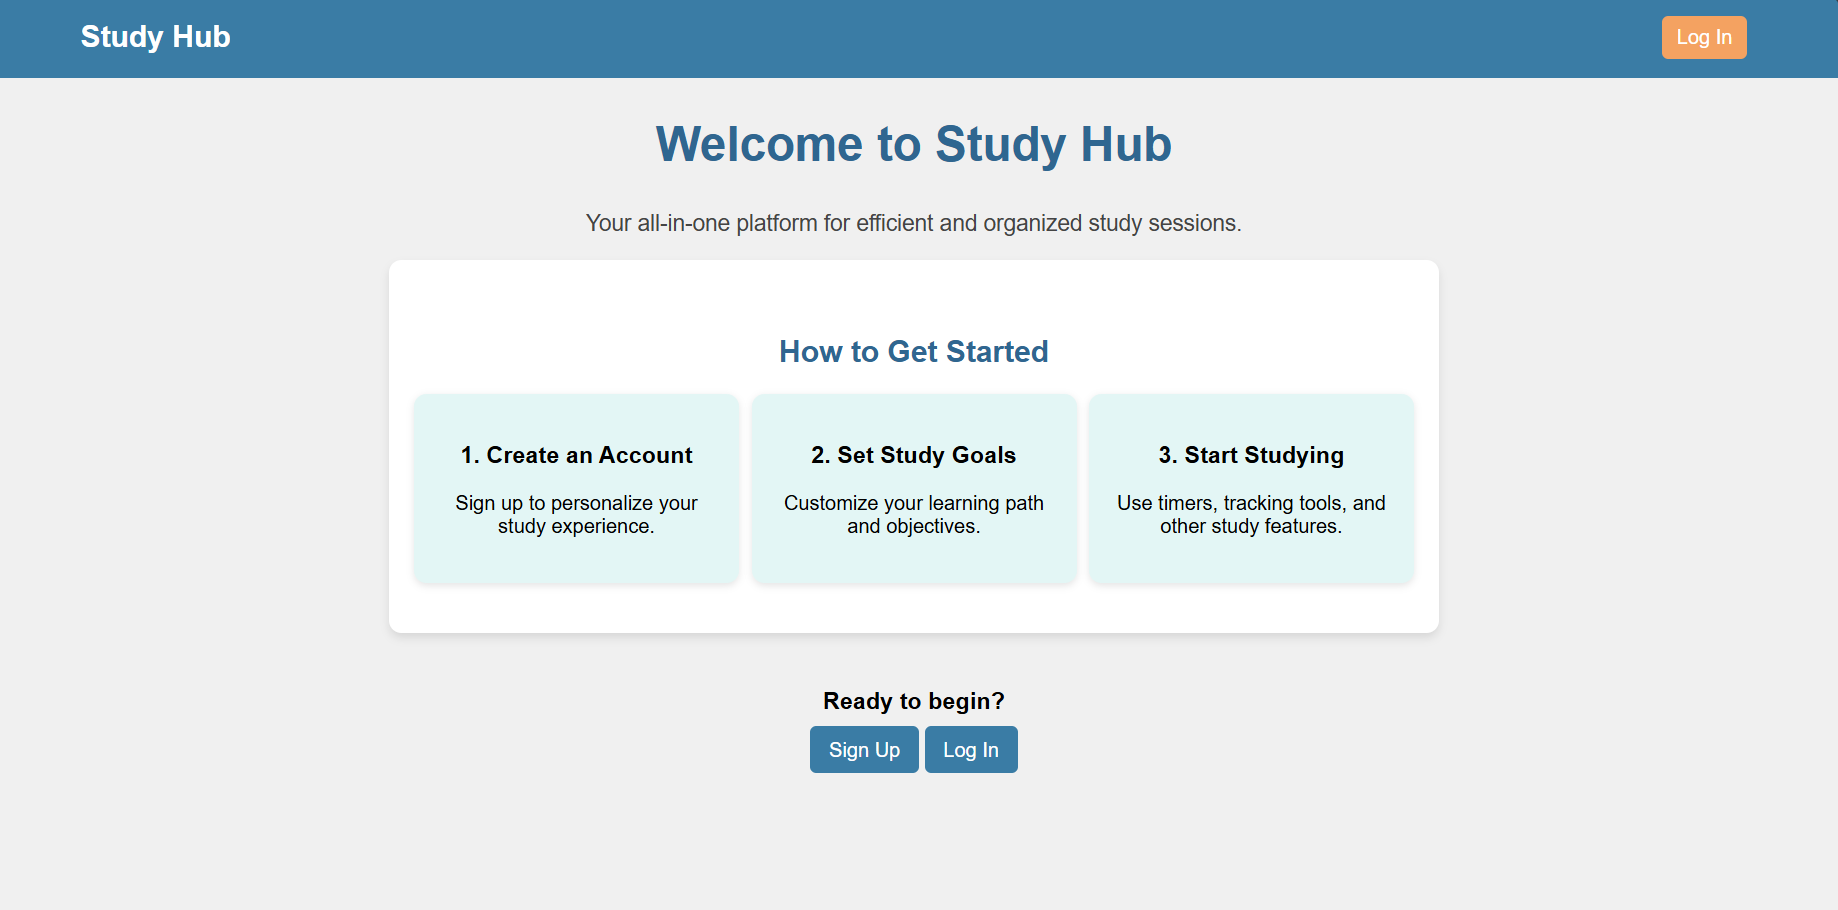 Study Hub
Log In
Welcome to Study Hub
Your all-in-one platform for efficient and organized study sessions.
How to Get Started
1. Create an Account
Sign up to personalize your
study experience.
2. Set Study Goals
Customize your learning path
and objectives.
3. Start Studying
Use timers, tracking tools, and
other study features.
Ready to begin?
Sign Up
Log In